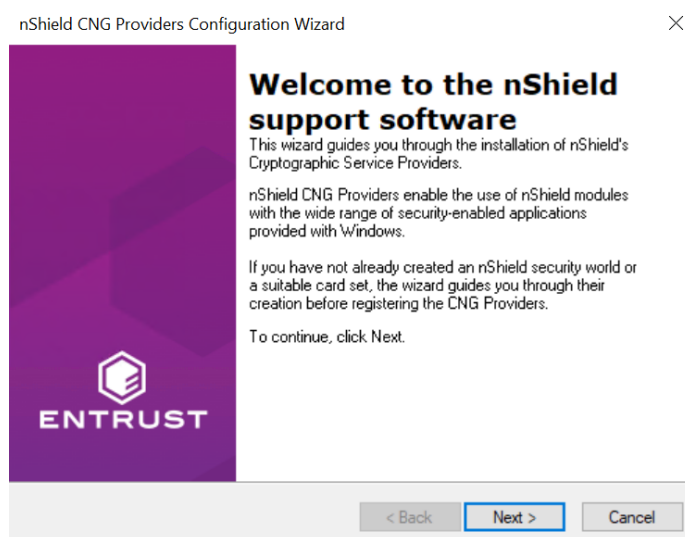 nShield CNG Providers Configuration Wizard
Welcome to the nShield
support software
This wizard guides you through the installation of nShield's
Cryptographic Service Providers.
nShield CNG Providers enable the use of nShield modules
with the wide range of security-enabled applications
provided with Windows.
If you have not already created an nShield security world or
a suitable card set, the wizard guides you through their
creation before registering the CNG Providers.
To continue, click Next.
ENTRUST
< Back Next > Cancel